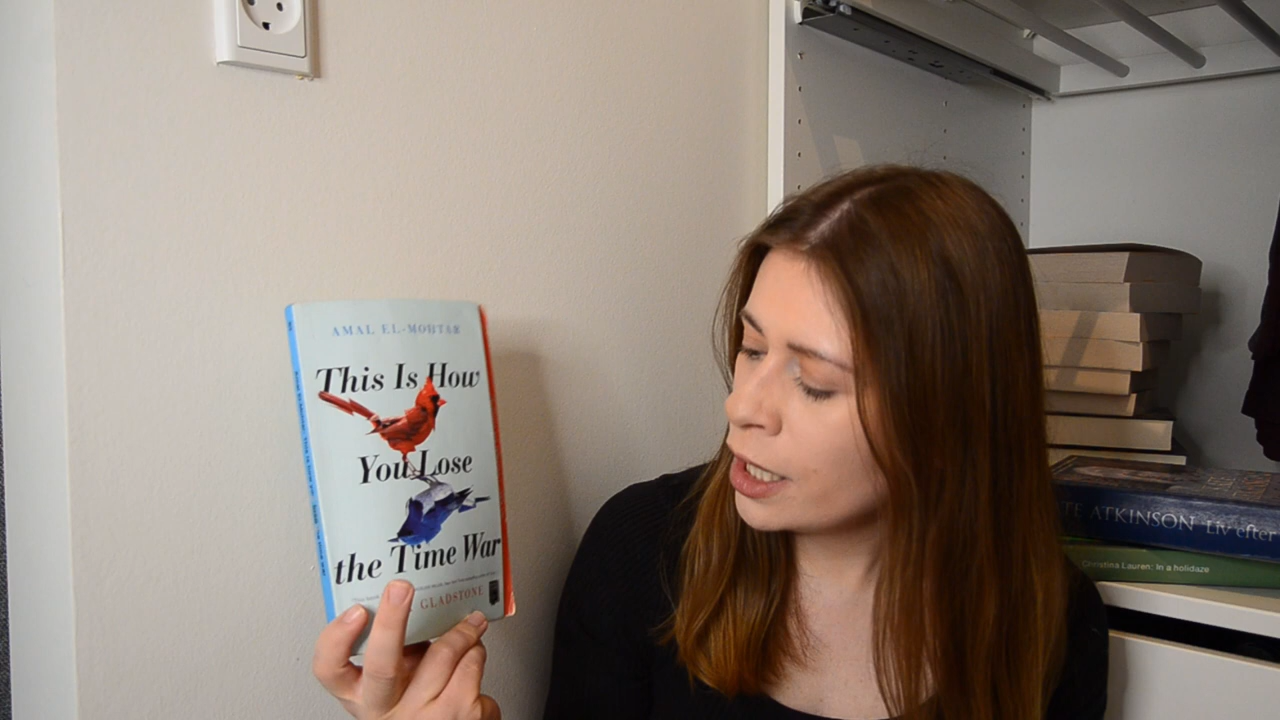 AMAL EL-MOHTAR
This Is How
You Lose
the Time War
GLADSTONE
TE ATKINSON Liv efter
Christina Lauren: In a holidaze